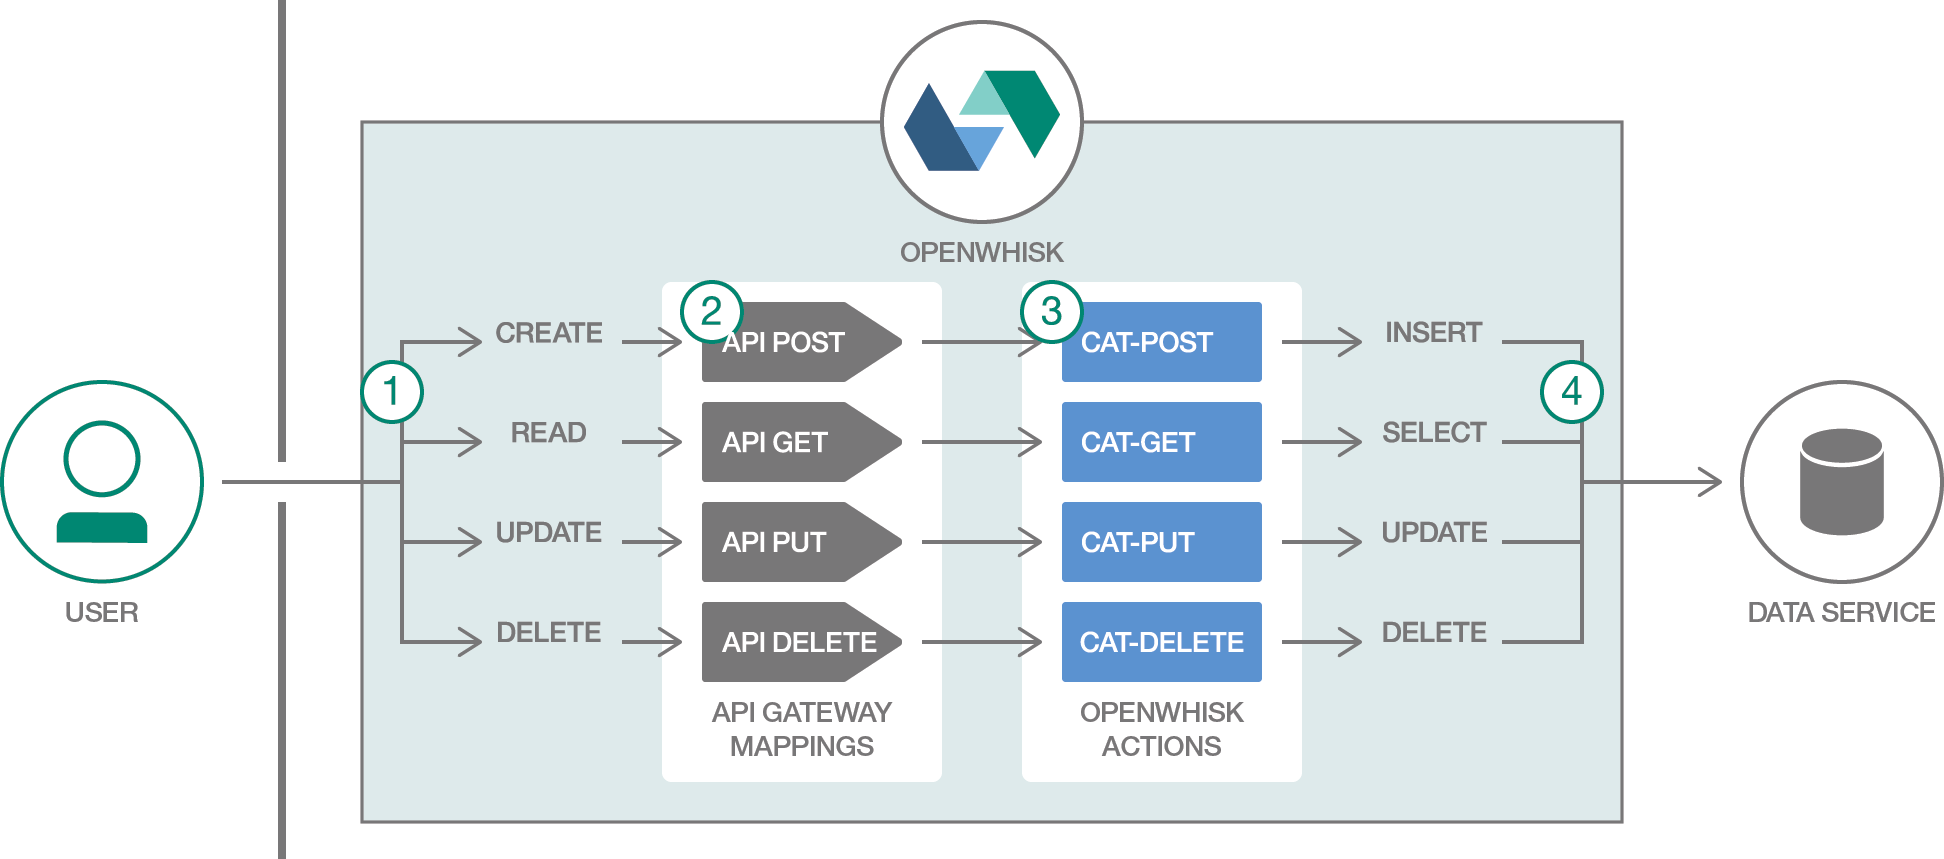 OPENWHISK
1
2
3
4
CREATE
API POST
CAT-POST
INSERT
READ
API GET
CAT-GET
SELECT
UPDATE
API PUT
CAT-PUT
UPDATE
DELETE
API DELETE
CAT-DELETE
DELETE
USER
DATA SERVICE
API GATEWAY
MAPPINGS
OPENWHISK
ACTIONS